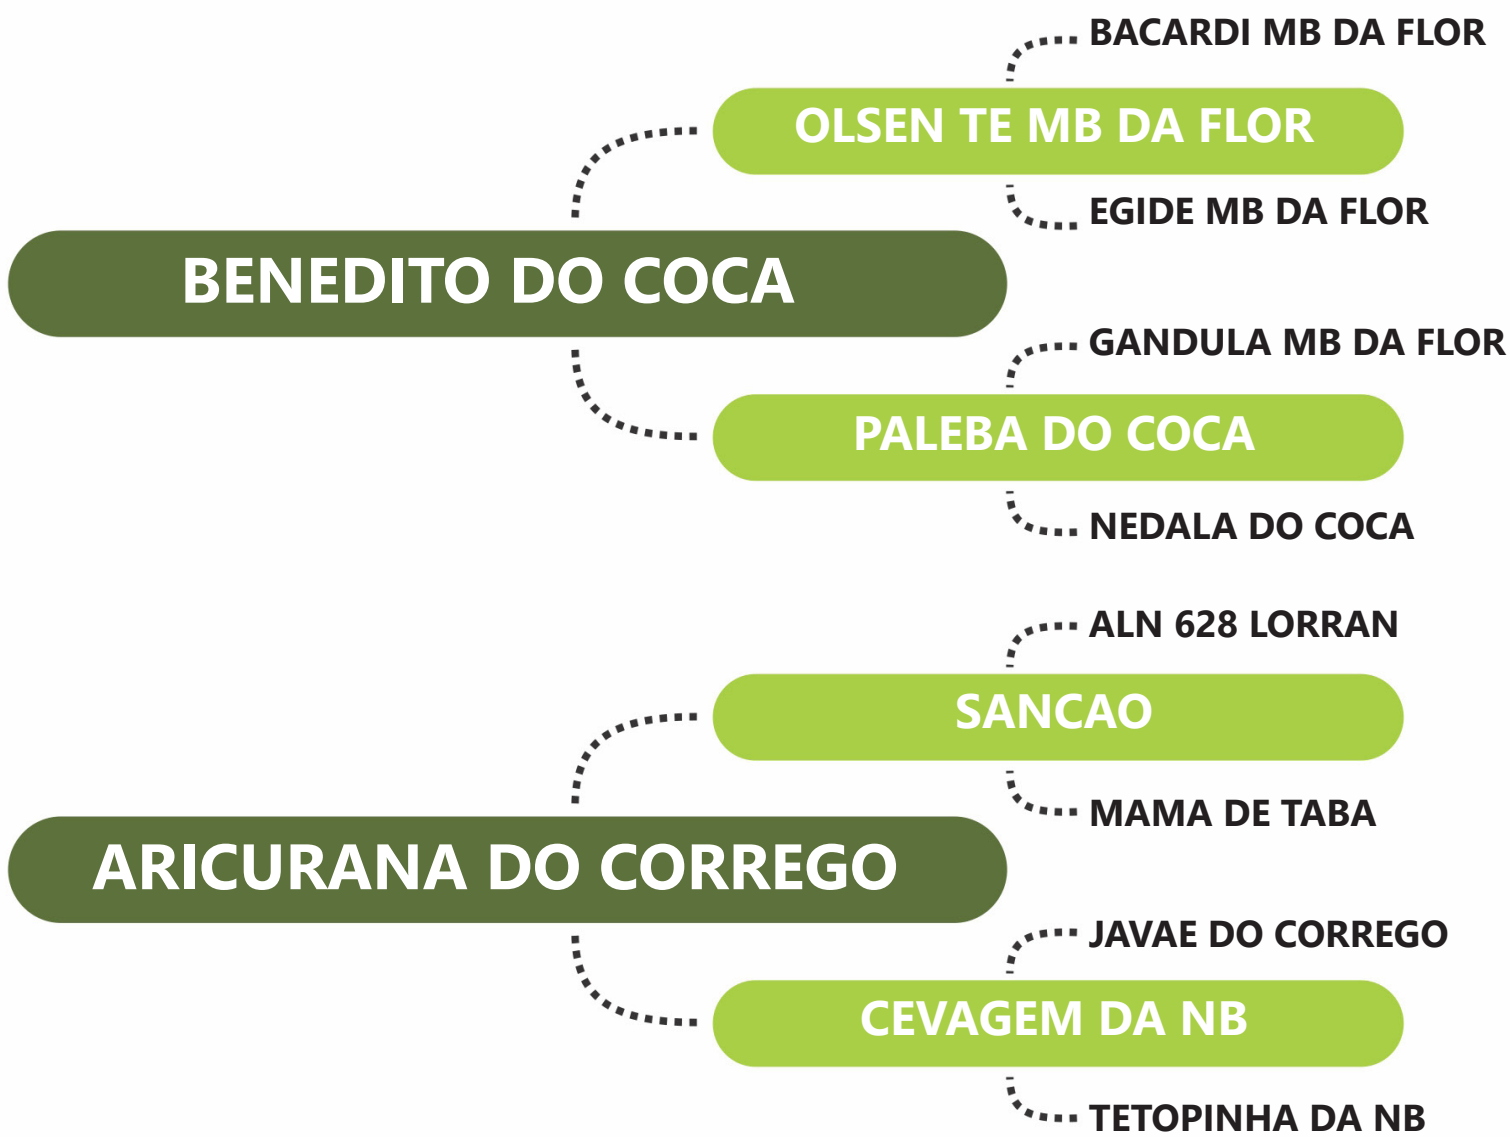 BACARDI MB DA FLOR
OLSEN TE MB DA FLOR
EGIDE MB DA FLOR
BENEDITO DO COCA
GANDULA MB DA FLOR
PALEBA DO COCA
NEDALA DO COCA
ALN 628 LORRAN
SANCAO
MAMA DE TABA
ARICURANA DO CORREGO
JAVAE DO CORREGO
CEVAGEM DA NB
TETOPINHA DA NB